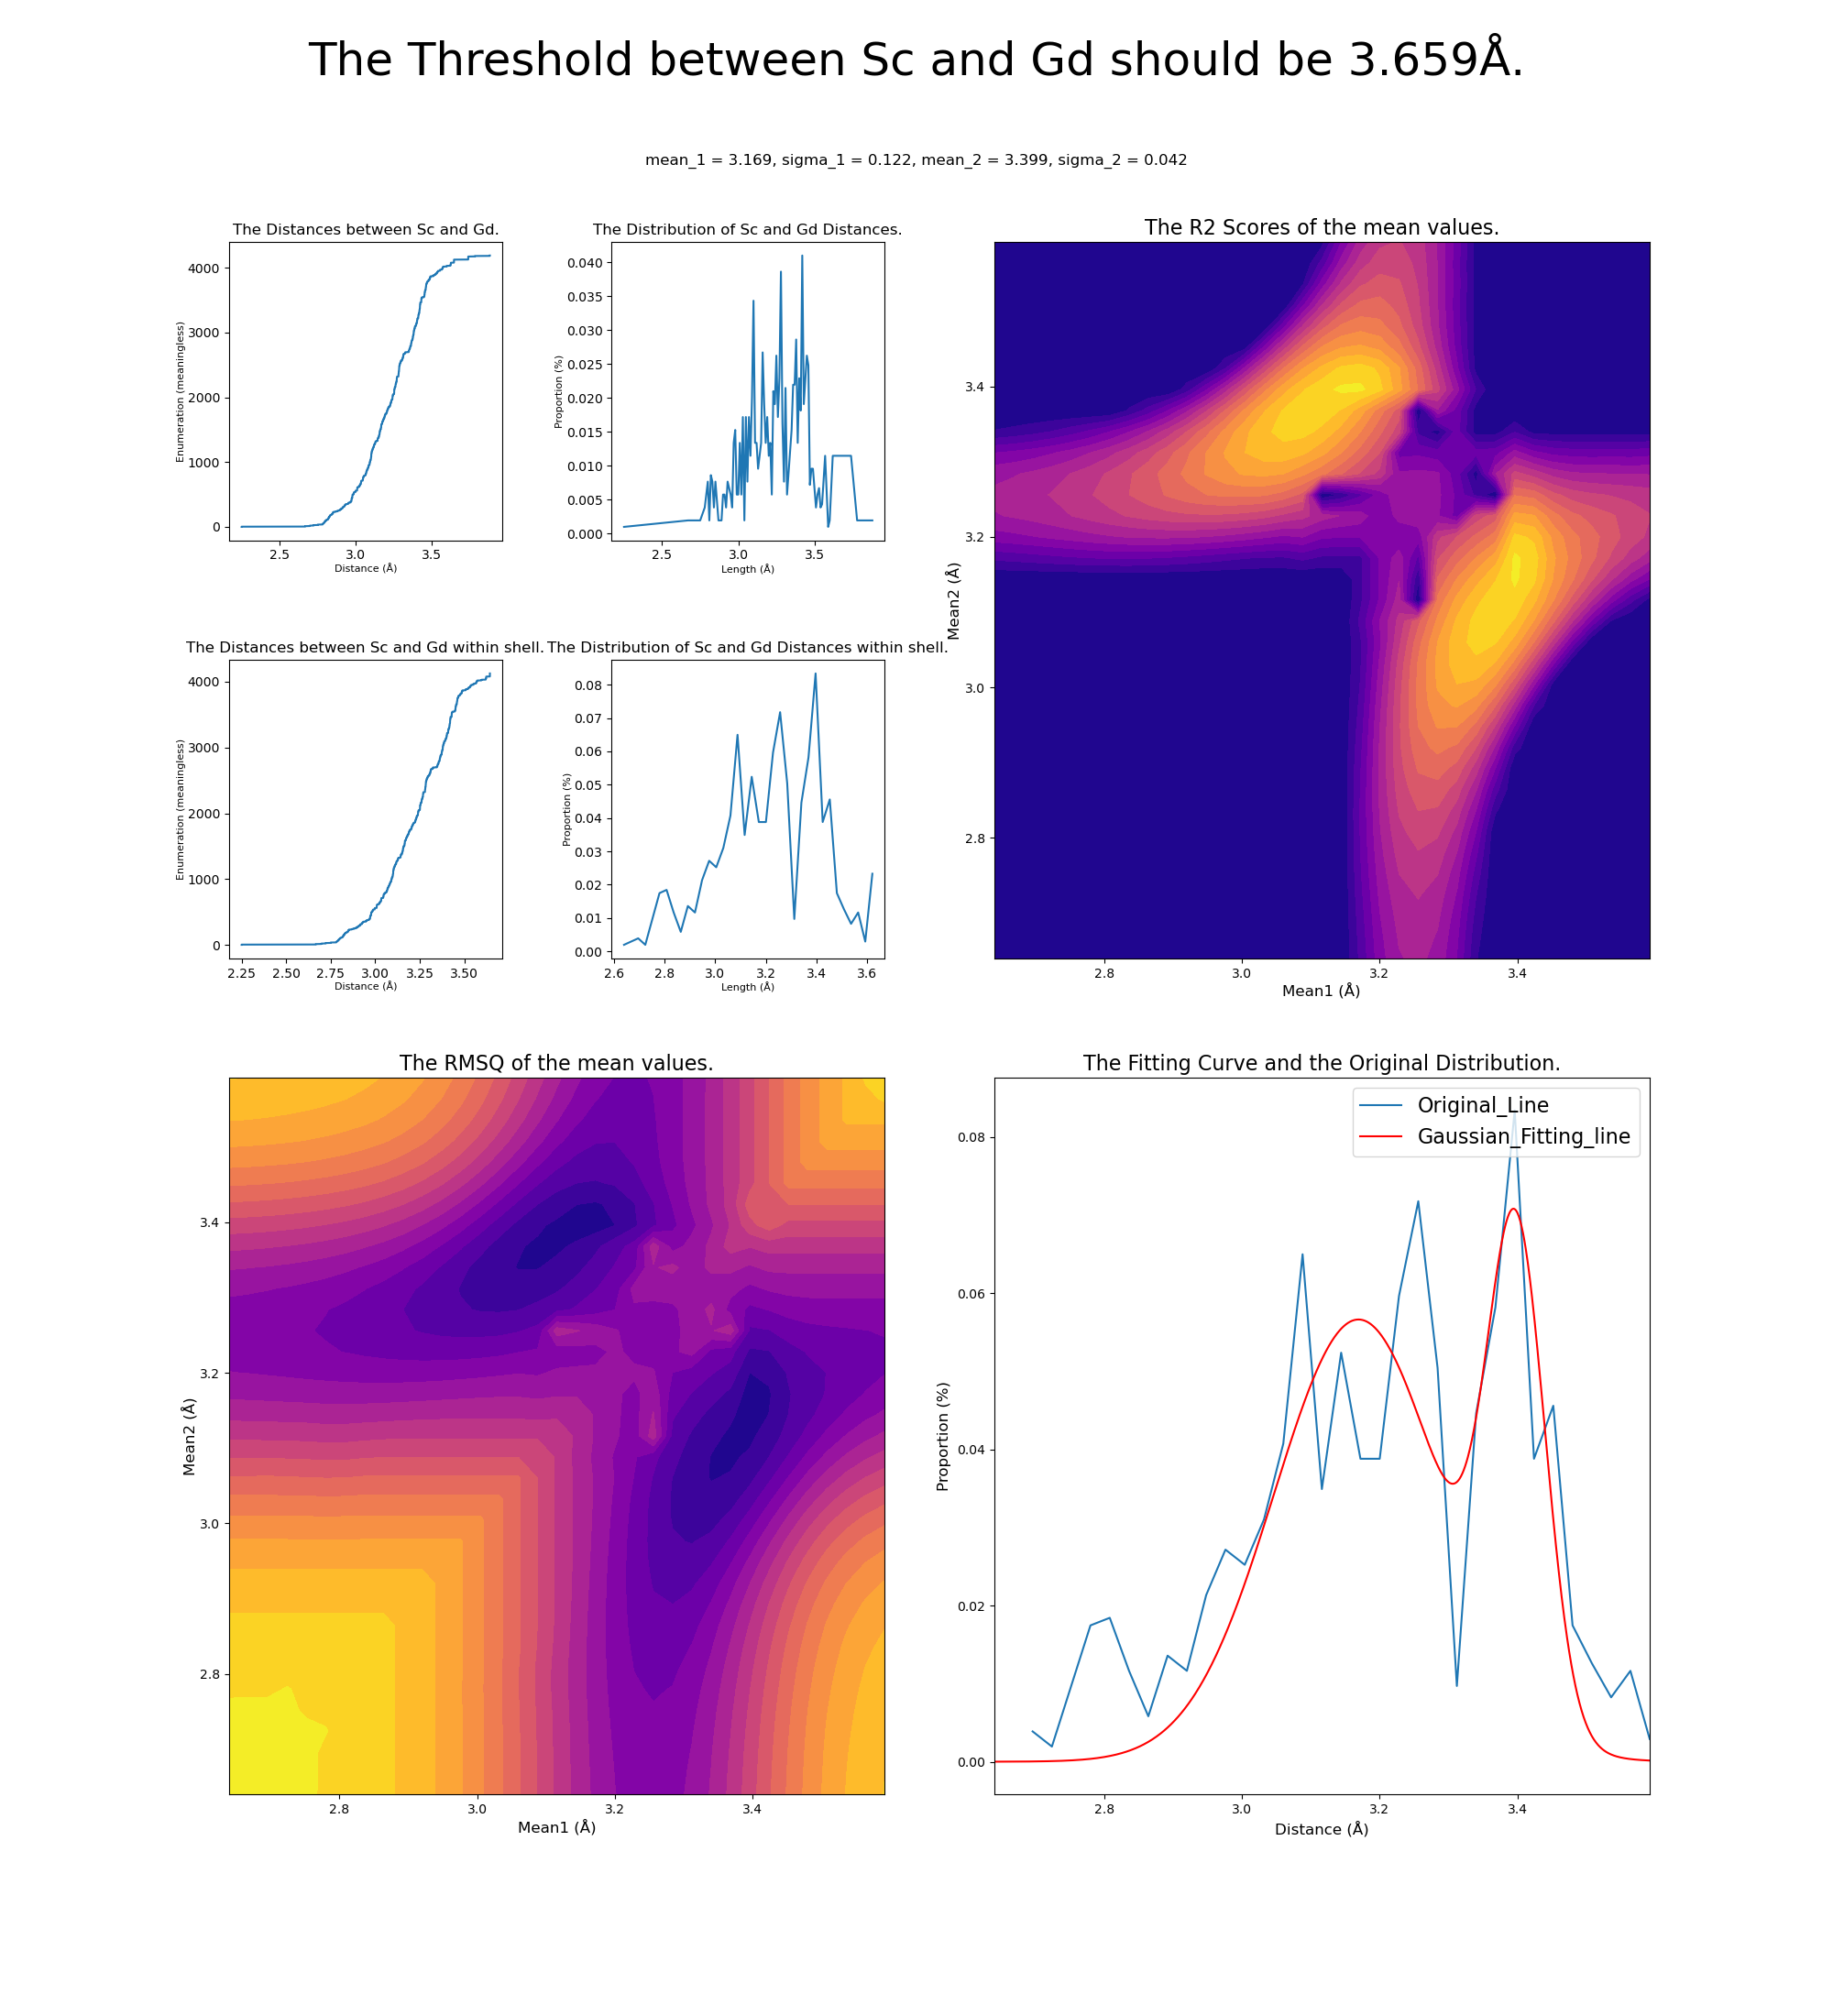 The Threshold between Sc and Gd should be 3.659Å.
mean_1 = 3.169, sigma_1 = 0.122, mean_2 = 3.399, sigma_2 = 0.042
The Distances between Sc and Gd.
Enumeration (meaningless)
4000
3000
2000
1000
0
2.5 3.0 3.5
Distance (Å)
The Distribution of Sc and Gd Distances.
Proportion (%)
0.040
0.035
0.030
0.025
0.020
0.015
0.010
0.005
0.000
2.5 3.0 3.5
Length (Å)
The R2 Scores of the mean values.
Mean2 (Å)
3.4
3.2
3.0
2.8
2.8 3.0 3.2 3.4
Mean1 (Å)
The Distances between Sc and Gd within shell.
Enumeration (meaningless)
4000
3000
2000
1000
0
2.25 2.50 2.75 3.00 3.25 3.50
Distance (Å)
The Distribution of Sc and Gd Distances within shell.
Proportion (%)
0.08
0.07
0.06
0.05
0.04
0.03
0.02
0.01
0.00
2.6 2.8 3.0 3.2 3.4 3.6
Length (Å)
The RMSQ of the mean values.
Mean2 (Å)
3.4
3.2
3.0
2.8
2.8 3.0 3.2 3.4
Mean1 (Å)
The Fitting Curve and the Original Distribution.
Original_Line
Gaussian_Fitting_line
Proportion (%)
0.08
0.06
0.04
0.02
0.00
2.8 3.0 3.2 3.4
Distance (Å)